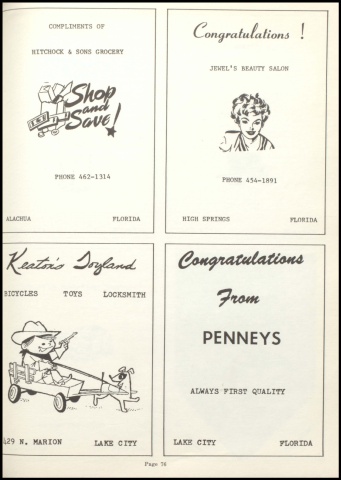 COMPLIMENTS OF
HITCHOCK & SONS GROCERY
Shop
and
Save!
PHONE 462-1314
ALACHUA FLORIDA
Congratulations !
JEWEL'S BEAUTY SALON
PHONE 454-1891
HIGH SPRINGS FLORIDA
Keaton's Toyland
BICYCLES TOYS LOCKSMITH
429 N. MARION LAKE CITY
Congratulations
From
PENNEYS
ALWAYS FIRST QUALITY
LAKE CITY FLORIDA
Page 76